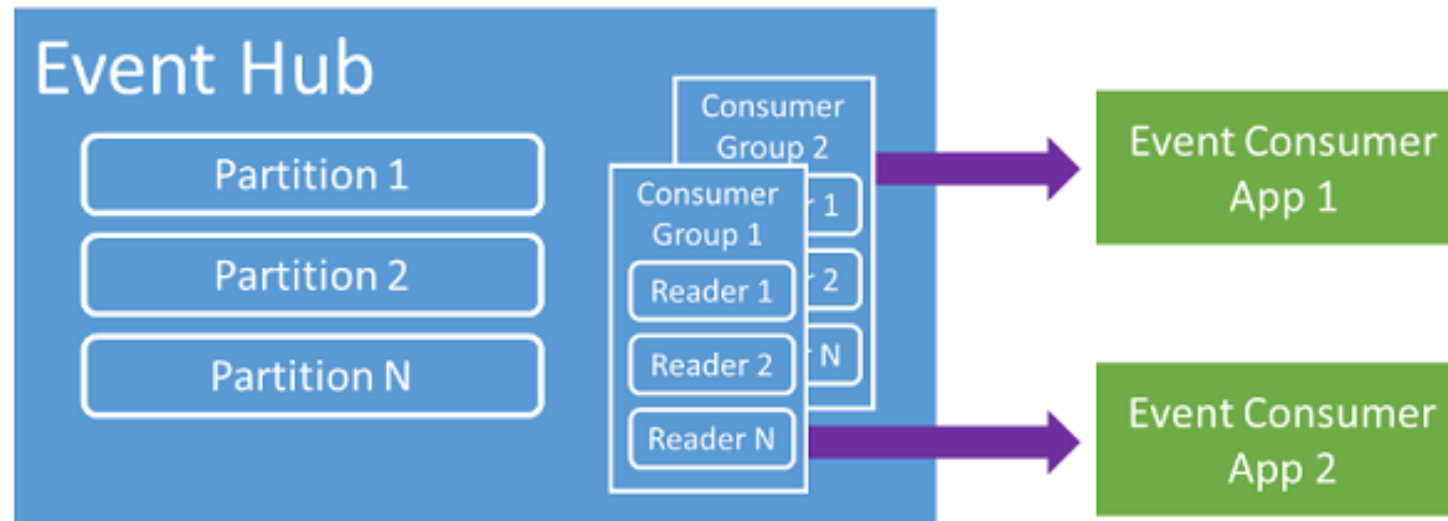 Event Hub
Partition 1
Partition 2
Partition N
Consumer
Group 2
1
2
N
Consumer
Group 1
Reader 1
Reader 2
Reader N
Event Consumer
App 1
Event Consumer
App 2